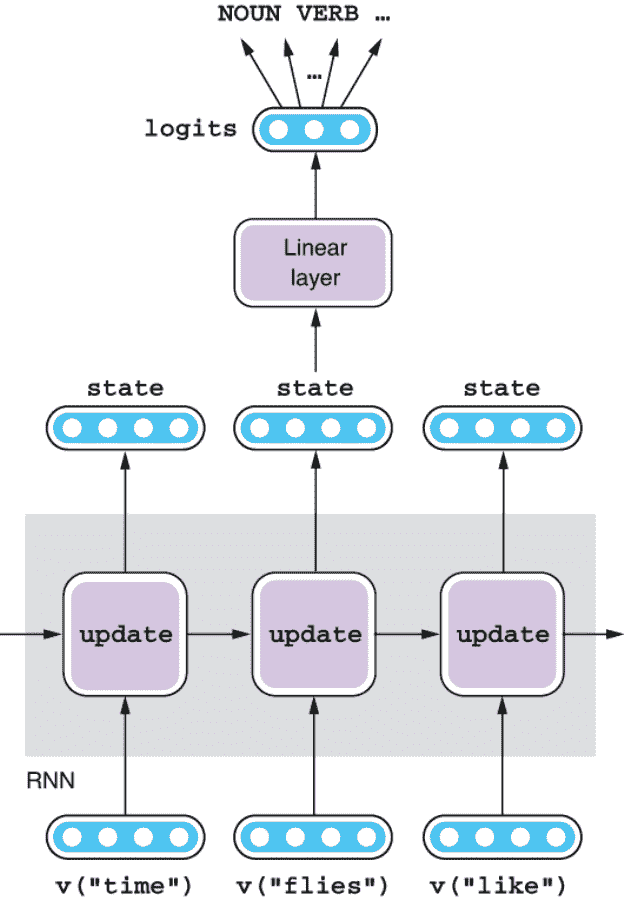 NOUN VERB …
…
logits
Linear
layer
state state state
update update update
RNN
v("time") v("flies") v("like")